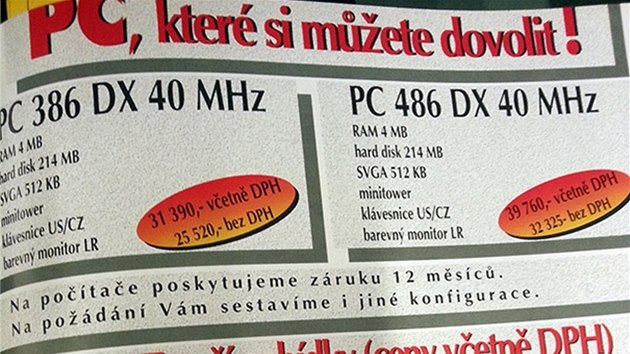 PC, které si můžete dovolit!
PC 386 DX 40 MHz
RAM 4 MB
hard disk 214 MB
SVGA 512 KB
minitower
klávesnice US/CZ
barevný monitor LR
31 390,- včetně DPH
25 520,- bez DPH
PC 486 DX 40 MHz
RAM 4 MB
hard disk 214 MB
SVGA 512 KB
minitower
klávesnice US/CZ
barevný monitor LR
39 760,- včetně DPH
32 325- bez DPH
Na počítače poskytujeme záruku 12 měsíců.
Na požádání Vám sestavíme i jiné konfigurace.
(ceny včetně DPH)